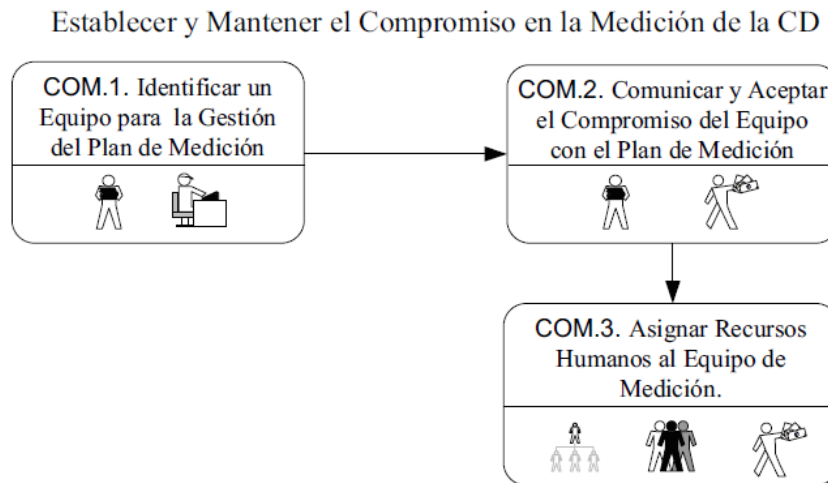 Establecer y Mantener el Compromiso en la Medición de la CD
COM.1. Identificar un
Equipo para la Gestión
del Plan de Medición
COM.2. Comunicar y Aceptar
el Compromiso del Equipo
con el Plan de Medición
COM.3. Asignar Recursos
Humanos al Equipo de
Medición.